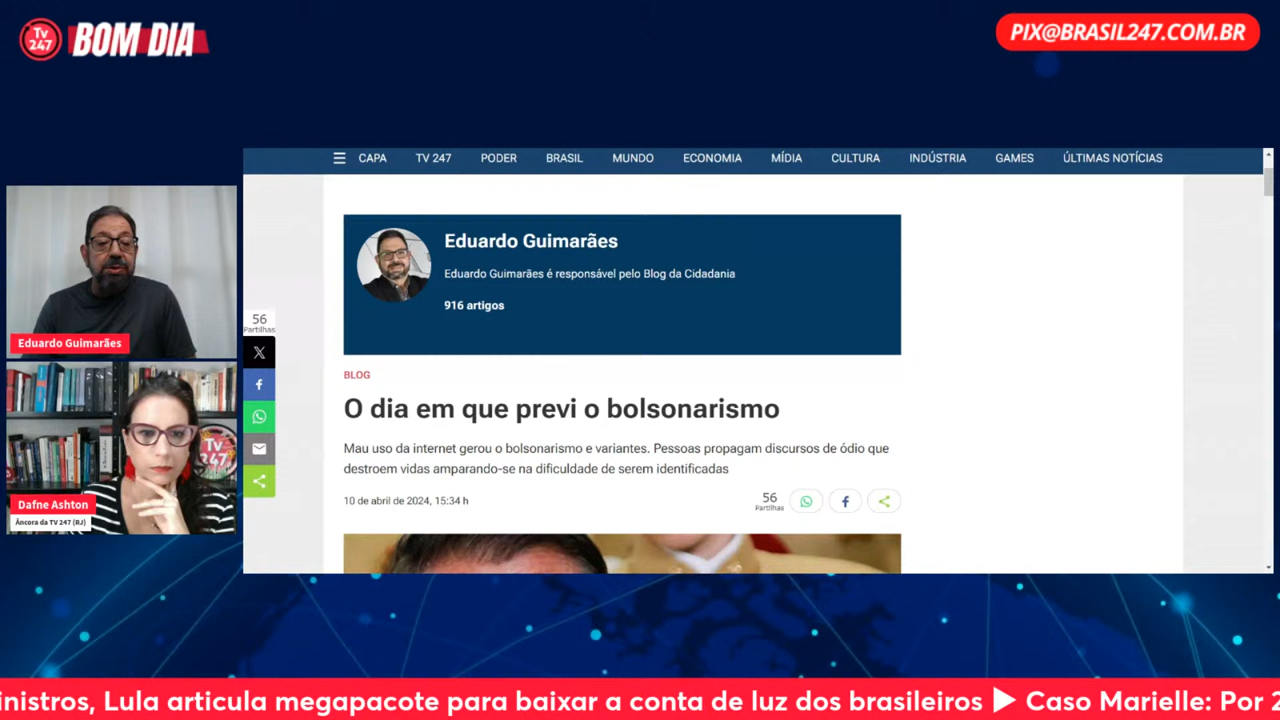 Tv 247
BOM DIA
PIX@BRASIL247.COM.BR
CAPA TV 247 PODER BRASIL MUNDO ECONOMIA MÍDIA CULTURA INDÚSTRIA GAMES ÚLTIMAS NOTÍCIAS
Eduardo Guimarães
Eduardo Guimarães é responsável pelo Blog da Cidadania
916 artigos
56
Partilhas
BLOG
O dia em que previ o bolsonarismo
Mau uso da internet gerou o bolsonarismo e variantes. Pessoas propagam discursos de ódio que
destroem vidas amparando-se na dificuldade de serem identificadas
10 de abril de 2024, 15:34 h
56
Partilhas
Eduardo Guimarães
Tv 247
Dafne Ashton
Âncora da TV 247 (RJ)
inistros, Lula articula megapacote para baixar a conta de luz dos brasileiros ▶ Caso Marielle: Por 2